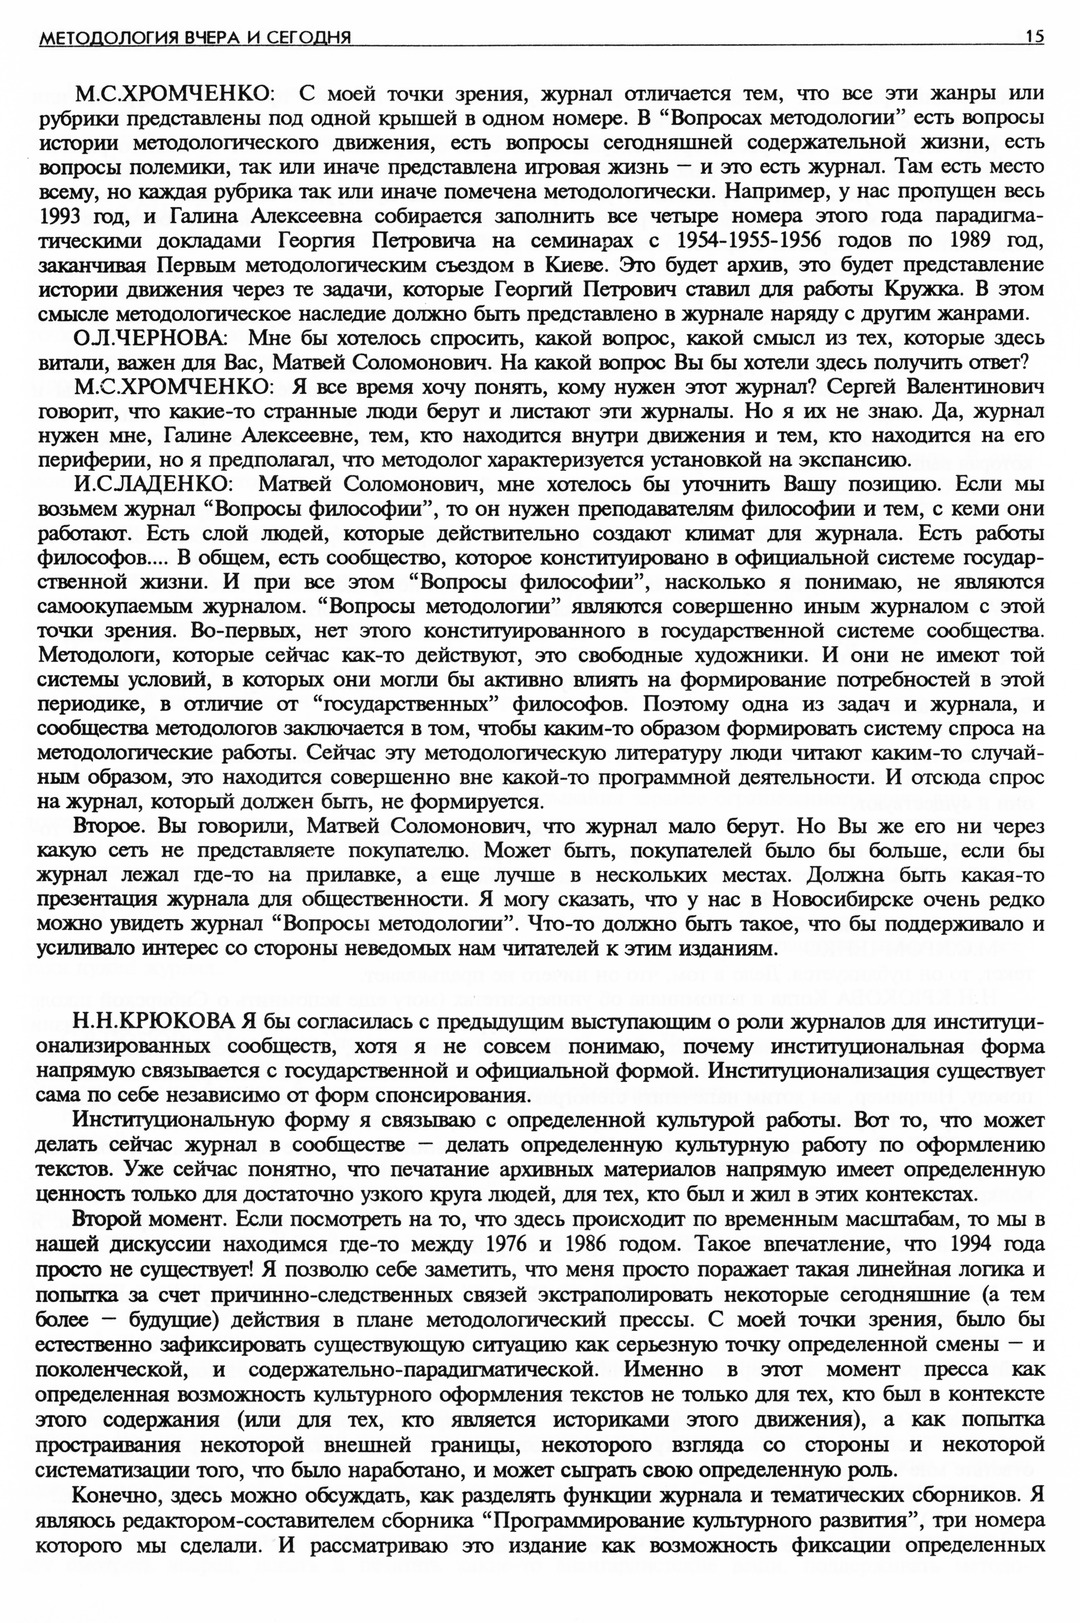 МЕТОДОЛОГИЯ ВЧЕРА И СЕГОДНЯ 15
М.С.ХРОМЧЕНКО: С моей точки зрения, журнал отличается тем, что все эти жанры или
рубрики представлены под одной крышей в одном номере. В “Вопросах методологии” есть вопросы
истории методологического движения, есть вопросы сегодняшней содержательной жизни, есть
вопросы полемики, так или иначе представлена игровая жизнь — и это есть журнал. Там есть место
всему, но каждая рубрика так или иначе помечена методологически. Например, у нас пропущен весь
1993 год, и Галина Алексеевна собирается заполнить все четыре номера этого года парадигма-
тическими докладами Георгия Петровича на семинарах с 1954-1955-1956 годов по 1989 год,
заканчивая Первым методологическим съездом в Киеве. Это будет архив, это будет представление
истории движения через те задачи, которые Георгий Петрович ставил для работы Кружка. В этом
смысле методологическое наследие должно быть представлено в журнале наряду с другим жанрами.
О.Л.ЧЕРНОВА: Мне бы хотелось спросить, какой вопрос, какой смысл из тех, которые здесь
витали, важен для Вас, Матвей Соломонович. На какой вопрос Вы бы хотели здесь получить ответ?
М.С.ХРОМЧЕНКО: Я все время хочу понять, кому нужен этот журнал? Сергей Валентинович
говорит, что какие-то странные люди берут и листают эти журналы. Но я их не знаю. Да, журнал
нужен мне, Галине Алексеевне, тем, кто находится внутри движения и тем, кто находится на его
периферии, но я предполагал, что методолог характеризуется установкой на экспансию.
И.С.ЛАДЕНКО: Матвей Соломонович, мне хотелось бы уточнить Вашу позицию. Если мы
возьмем журнал “Вопросы философии”, то он нужен преподавателям философии и тем, с кеми они
работают. Есть слой людей, которые действительно создают климат для журнала. Есть работы
философов.... В общем, есть сообщество, которое конституировано в официальной системе государ-
ственной жизни. И при все этом “Вопросы философии”, насколько я понимаю, не являются
самоокупаемым журналом. “Вопросы методологии” являются совершенно иным журналом с этой
точки зрения. Во-первых, нет этого конституированного в государственной системе сообщества.
Методологи, которые сейчас как-то действуют, это свободные художники. И они не имеют той
системы условий, в которых они могли бы активно влиять на формирование потребностей в этой
периодике, в отличие от “государственных” философов. Поэтому одна из задач и журнала, и
сообщества методологов заключается в том, чтобы каким-то образом формировать систему спроса на
методологические работы. Сейчас эту методологическую литературу люди читают каким-то случай-
ным образом, это находится совершенно вне какой-то программной деятельности. И отсюда спрос
на журнал, который должен быть, не формируется.
Второе. Вы говорили, Матвей Соломонович, что журнал мало берут. Но Вы же его ни через
какую сеть не представляете покупателю. Может быть, покупателей было бы больше, если бы
журнал лежал где-то на прилавке, а еще лучше в нескольких местах. Должна быть какая-то
презентация журнала для общественности. Я могу сказать, что у нас в Новосибирске очень редко
можно увидеть журнал “Вопросы методологии”. Что-то должно быть такое, что бы поддерживало и
усиливало интерес со стороны неведомых нам читателей к этим изданиям.
Н.Н.КРЮКОВА Я бы согласилась с предыдущим выступающим о роли журналов для институци-
онализированных сообществ, хотя я не совсем понимаю, почему институциональная форма
напрямую связывается с государственной и официальной формой. Институционализация существует
сама по себе независимо от форм спонсирования.
Институциональную форму я связываю с определенной культурой работы. Вот то, что может
делать сейчас журнал в сообществе — делать определенную культурную работу по оформлению
текстов. Уже сейчас понятно, что печатание архивных материалов напрямую имеет определенную
ценность только для достаточно узкого круга людей, для тех, кто был и жил в этих контекстах.
Второй момент. Если посмотреть на то, что здесь происходит по временным масштабам, то мы в
нашей дискуссии находимся где-то между 1976 и 1986 годом. Такое впечатление, что 1994 года
просто не существует! Я позволю себе заметить, что меня просто поражает такая линейная логика и
попытка за счет причинно-следственных связей экстраполировать некоторые сегодняшние (а тем
более — будущие) действия в плане методологический прессы. С моей точки зрения, было бы
естественно зафиксировать существующую ситуацию как серьезную точку определенной смены — и
поколенческой, и содержательно-парадигматической. Именно в этот момент пресса как
определенная возможность культурного оформления текстов не только для тех, кто был в контексте
этого содержания (или для тех, кто является историками этого движения), а как попытка
простраивания некоторой внешней границы, некоторого взгляда со стороны и некоторой
систематизации того, что было наработано, и может сыграть свою определенную роль.
Конечно, здесь можно обсуждать, как разделять функции журнала и тематических сборников. Я
являюсь редактором-составителем сборника “Программирование культурного развития”, три номера
которого мы сделали. И рассматриваю это издание как возможность фиксации определенных